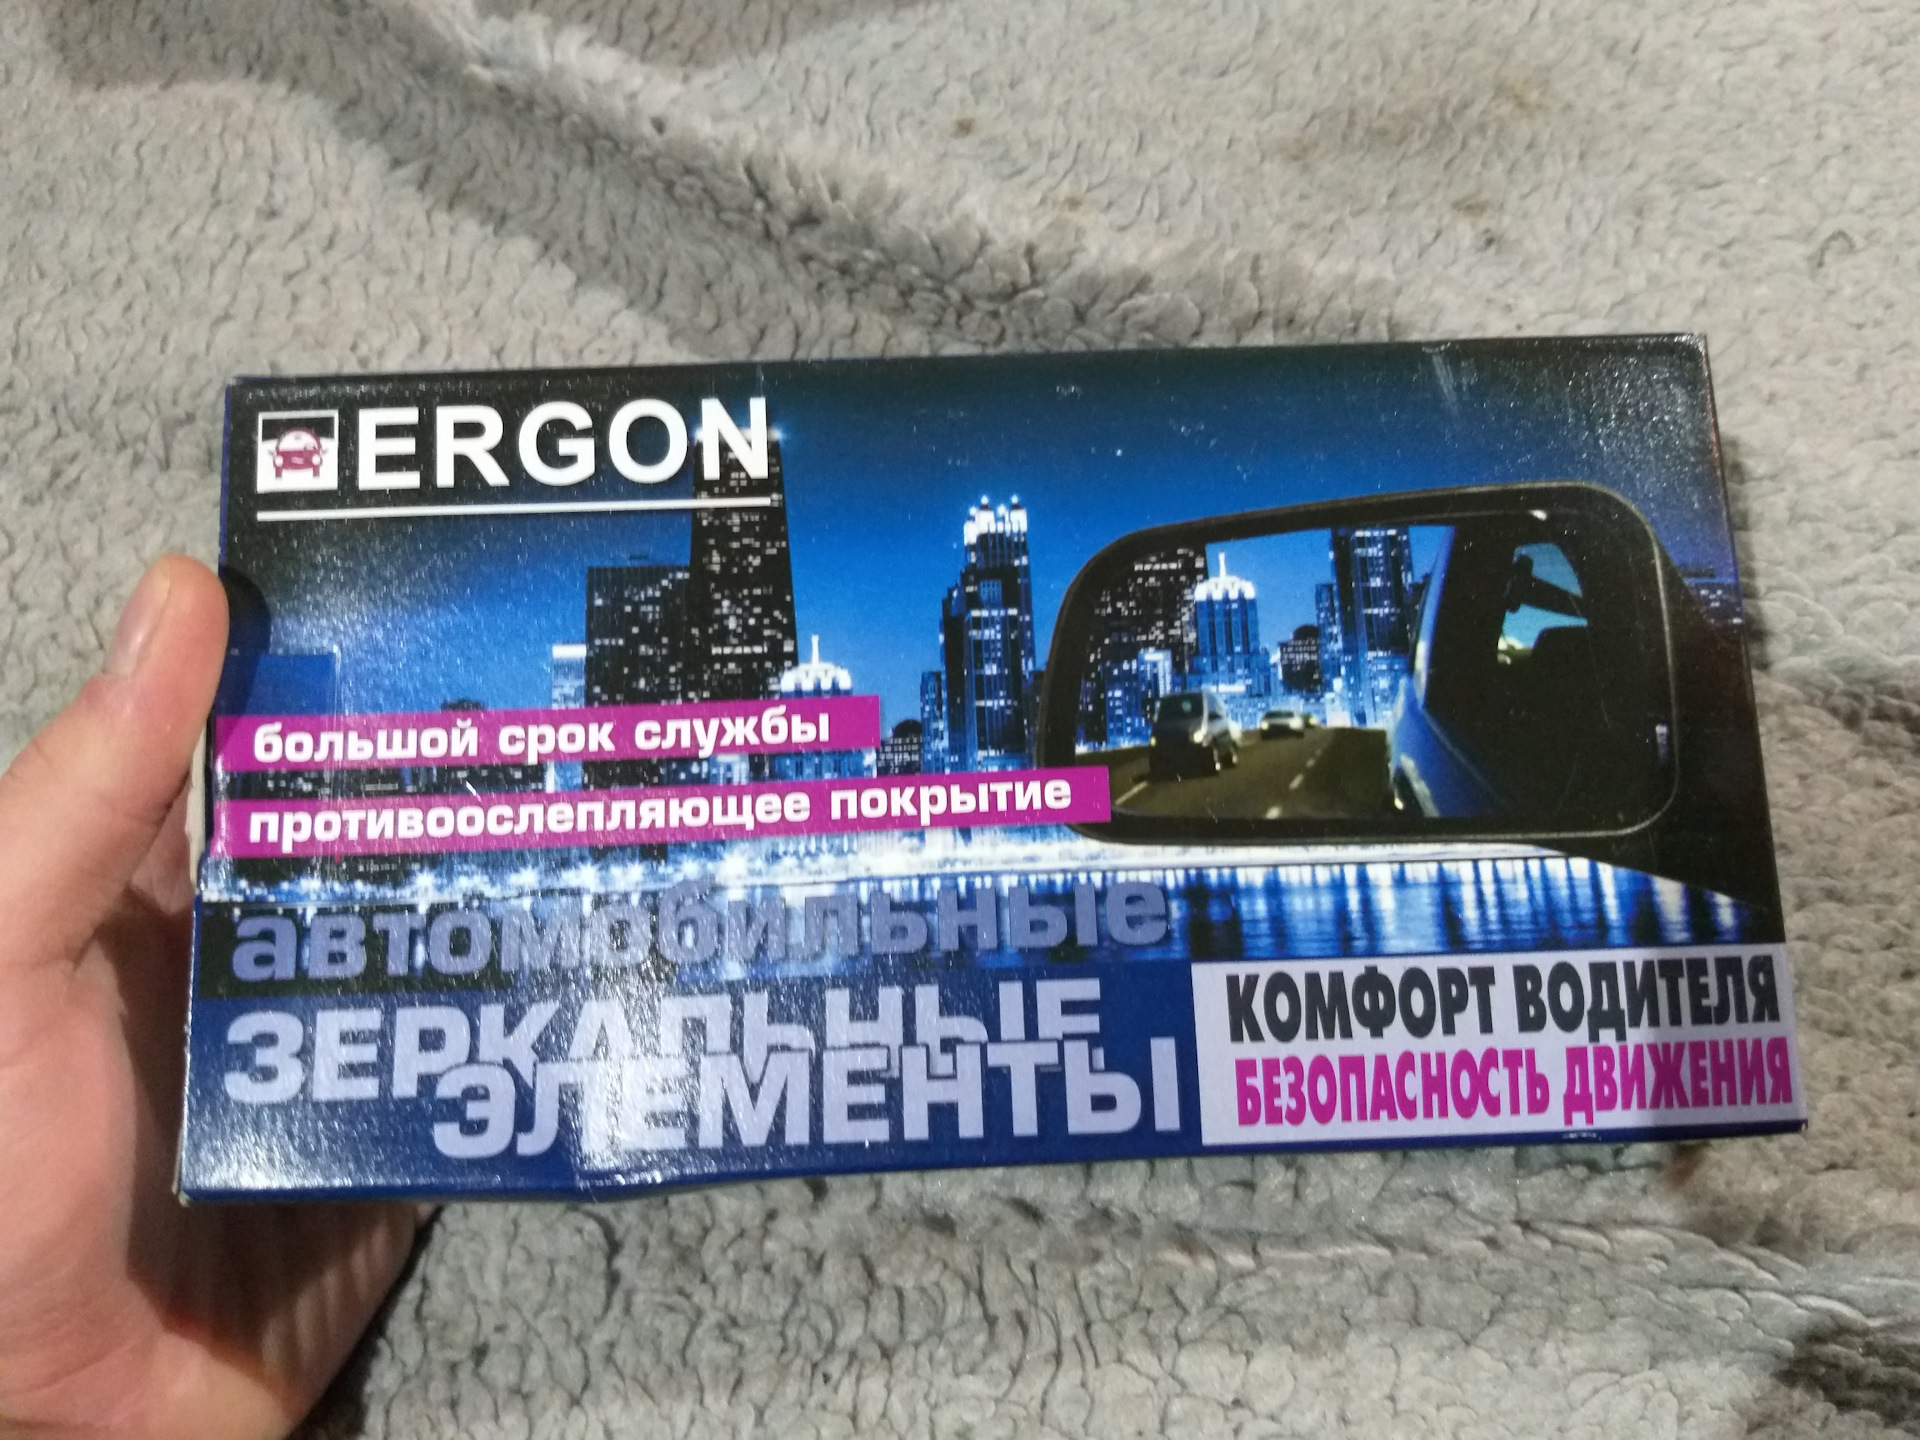 ERGON
большой срок службы
противоослепляющее покрытие
автомобильные
ЗЕРКАЛЬНЫЕ
ЭЛЕМЕНТЫ
КОМФОРТ ВОДИТЕЛЯ
БЕЗОПАСНОСТЬ ДВИЖЕНИЯ